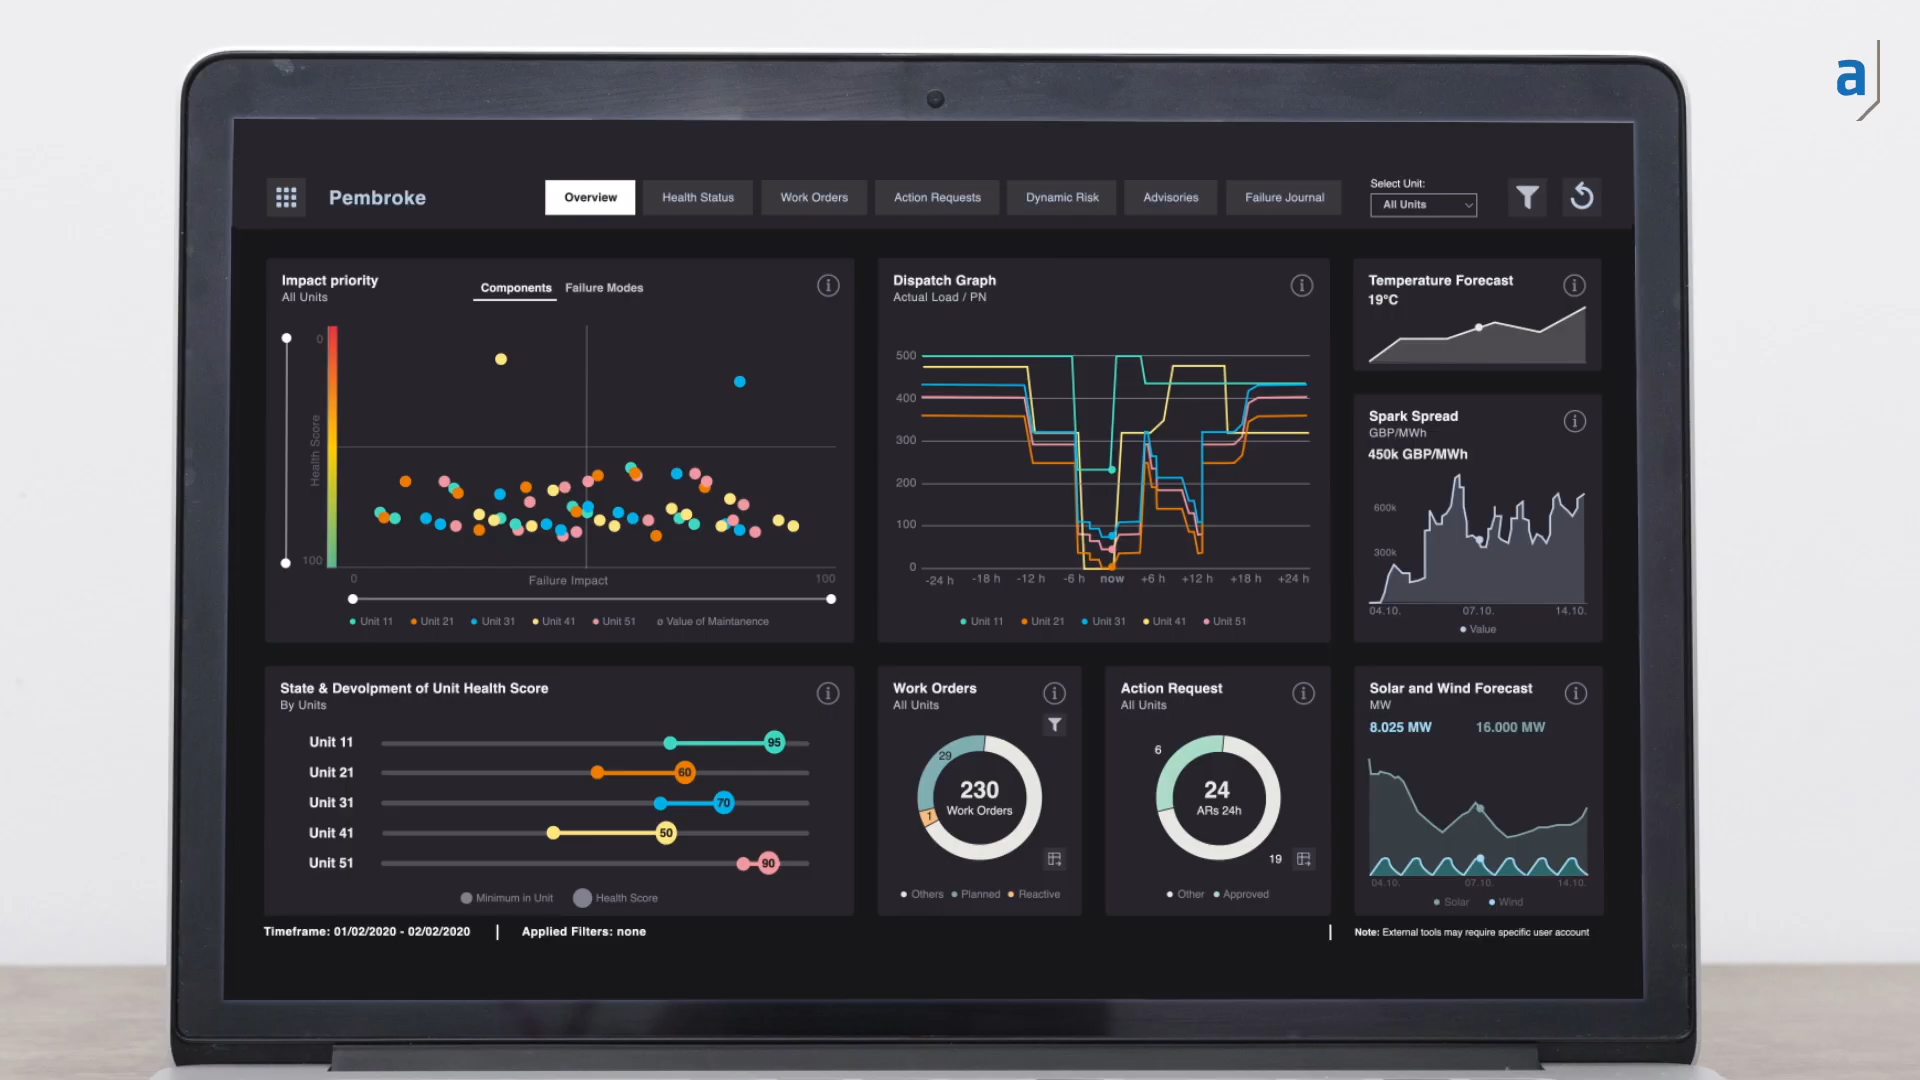 a
Pembroke
Overview
Health Status
Work Orders
Action Requests
Dynamic Risk
Advisories
Failure Journal
Select Unit:
All Units
Impact priority
All Units
Components
Failure Modes
0
Health Score
100
0
Failure Impact
100
Unit 11
Unit 21
Unit 31
Unit 41
Unit 51
ø Value of Maintanence
Dispatch Graph
Actual Load / PN
500
400
300
200
100
0
-24 h
-18 h
-12 h
-6 h
now
+6 h
+12 h
+18 h
+24 h
Unit 11
Unit 21
Unit 31
Unit 41
Unit 51
Temperature Forecast
19°C
Spark Spread
GBP/MWh
450k GBP/MWh
600k
300k
04.10.
07.10.
14.10.
Value
State & Devolpment of Unit Health Score
By Units
Unit 11
95
Unit 21
60
Unit 31
70
Unit 41
50
Unit 51
90
Minimum in Unit
Health Score
Work Orders
All Units
29
1
230
Work Orders
Others
Planned
Reactive
Action Request
All Units
6
24
ARs 24h
19
Other
Approved
Solar and Wind Forecast
MW
8.025 MW
16.000 MW
04.10.
07.10.
14.10.
Solar
Wind
Timeframe: 01/02/2020 - 02/02/2020
Applied Filters: none
Note: External tools may require specific user account